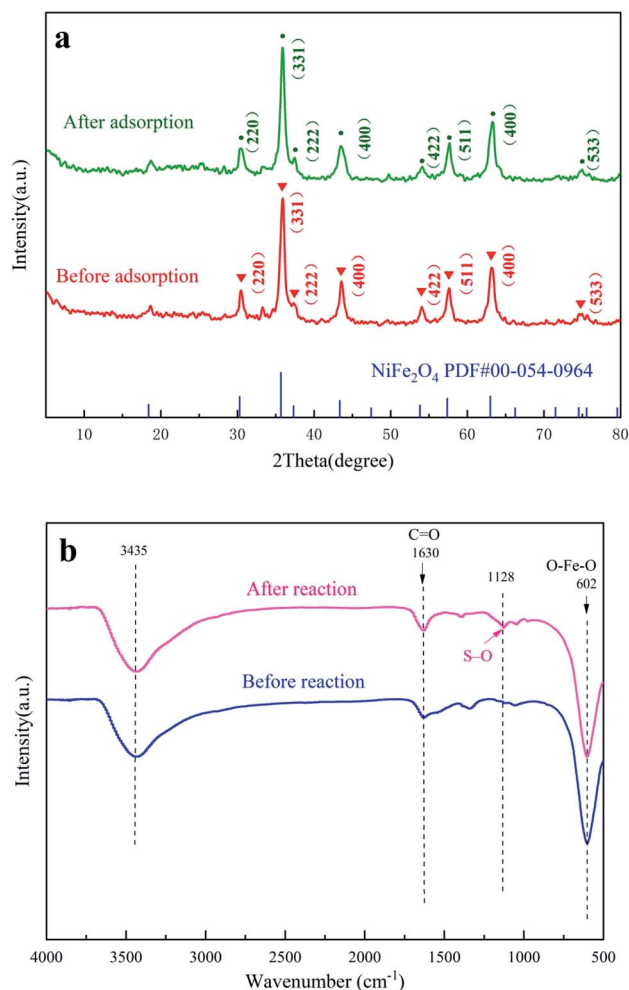 a
After adsorption
(220)
(331)
(222)
(400)
(422)
(511)
(400)
(533)
Before adsorption
(220)
(331)
(222)
(400)
(422)
(511)
(400)
(533)
NiFe₂O₄ PDF#00-054-0964
Intensity(a.u.)
10 20 30 40 50 60 70 80
2Theta(degree)
b
3435
C=O
1630
1128
O-Fe-O
602
After reaction
S–O
Before reaction
Intensity(a.u.)
4000 3500 3000 2500 2000 1500 1000 500
Wavenumber (cm⁻¹)